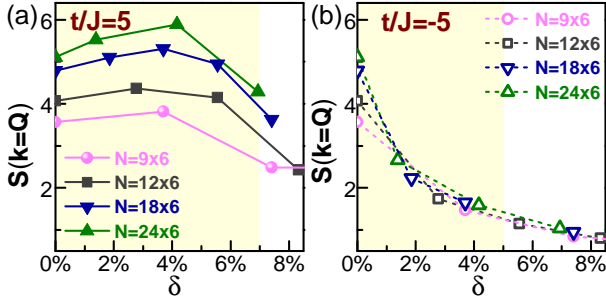 (a) t/J=5
S(k=Q)
6
4
2
N=9x6
N=12x6
N=18x6
N=24x6
0% 2% 4% 6% 8%
δ
(b) t/J=-5
S(k=Q)
6
4
2
N=9x6
N=12x6
N=18x6
N=24x6
0% 2% 4% 6% 8%
δ